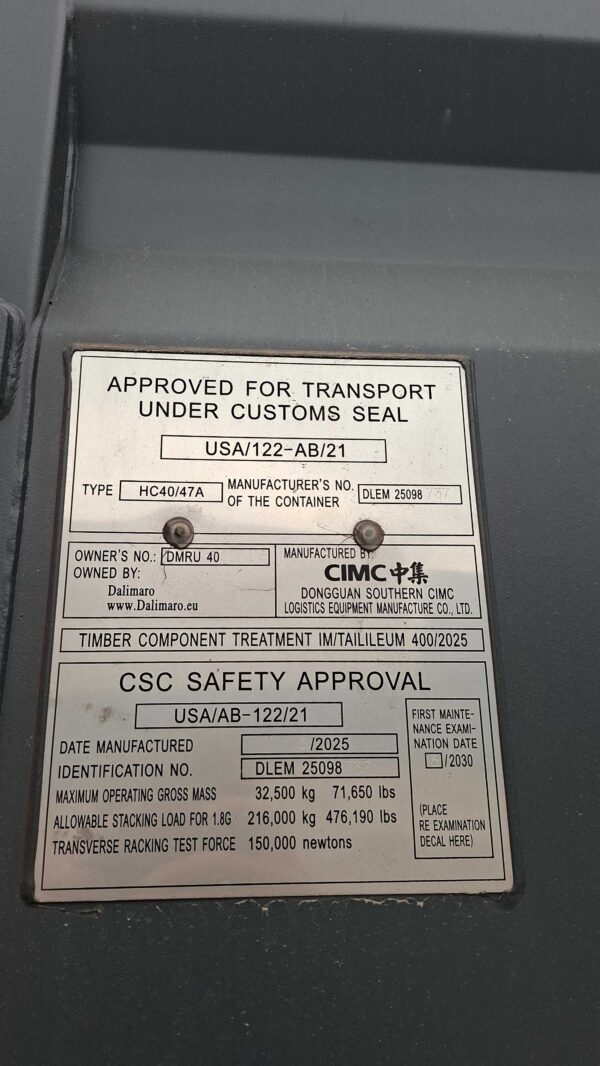 APPROVED FOR TRANSPORT
UNDER CUSTOMS SEAL
USA/122-AB/21
TYPE HC40/47A
MANUFACTURER'S NO.
OF THE CONTAINER
DLEM 25098
OWNER'S NO.: DMRU 40
OWNED BY:
Dalimaro
www.Dalimaro.eu
MANUFACTURED BY:
CIMC中集
DONGGUAN SOUTHERN CIMC
LOGISTICS EQUIPMENT MANUFACTURE CO., LTD.
TIMBER COMPONENT TREATMENT IM/TAILILEUM 400/2025
CSC SAFETY APPROVAL
USA/AB-122/21
DATE MANUFACTURED /2025
IDENTIFICATION NO. DLEM 25098
MAXIMUM OPERATING GROSS MASS 32,500 kg 71,650 lbs
ALLOWABLE STACKING LOAD FOR 1.8G 216,000 kg 476,190 lbs
TRANSVERSE RACKING TEST FORCE 150,000 newtons
FIRST MAINTE-
NANCE EXAMI-
NATION DATE
/2030
(PLACE
RE EXAMINATION
DECAL HERE)